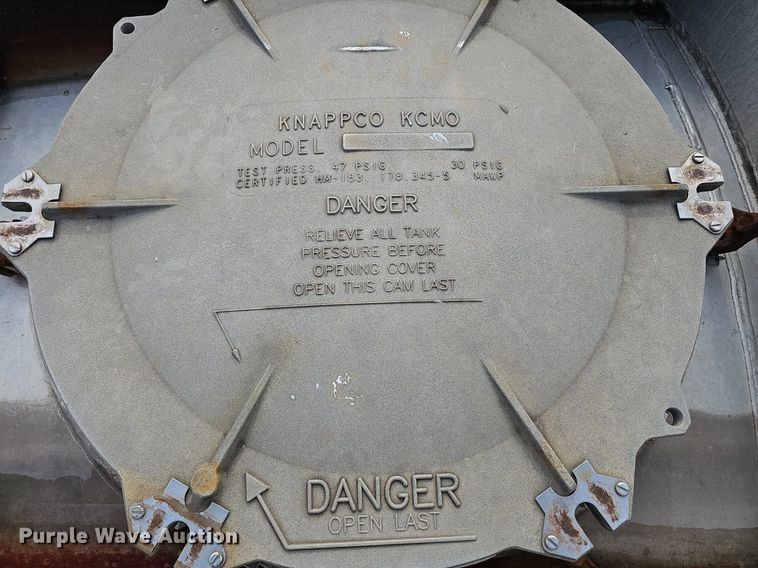 KNAPPCO KCMO
MODEL
TEST PRESS. 47 PSIG 30 PSIG
CERTIFIED HM-183. 178.345-5 MAWP
DANGER
RELIEVE ALL TANK
PRESSURE BEFORE
OPENING COVER
OPEN THIS CAM LAST
DANGER
OPEN LAST
Purple Wave Auction